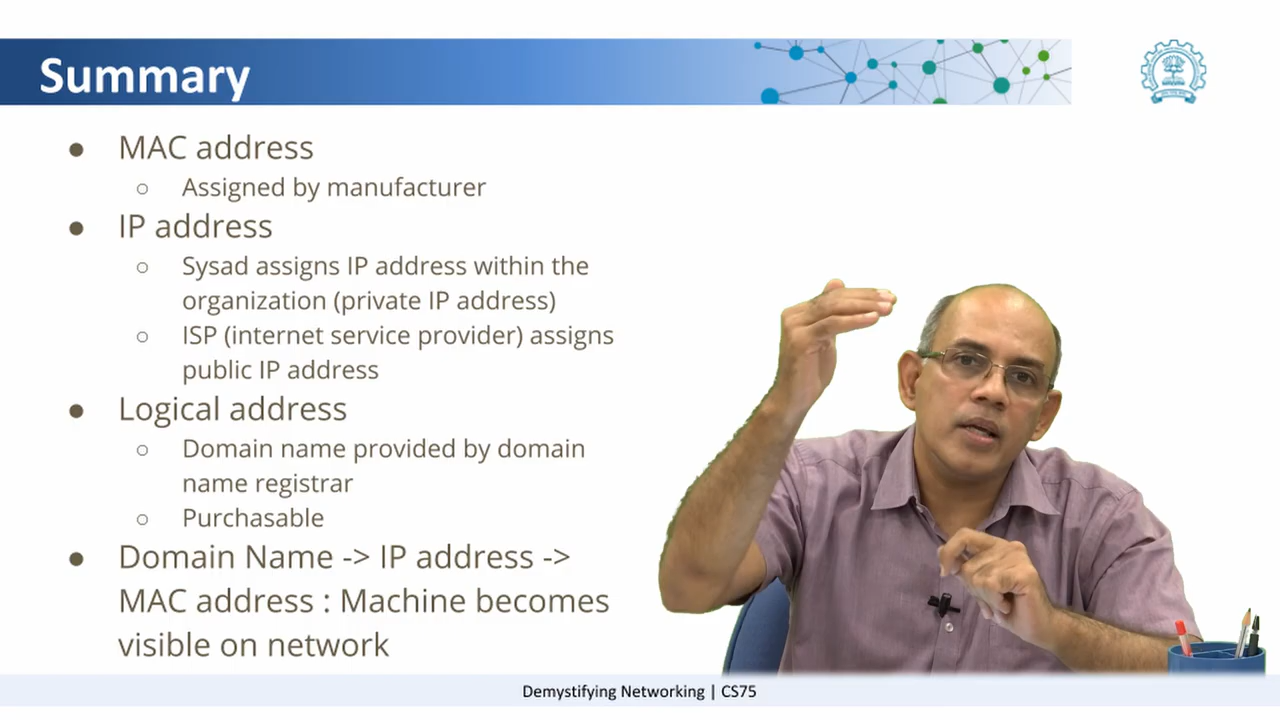 Summary
● MAC address
○ Assigned by manufacturer
● IP address
○ Sysad assigns IP address within the
organization (private IP address)
○ ISP (internet service provider) assigns
public IP address
● Logical address
○ Domain name provided by domain
name registrar
○ Purchasable
● Domain Name -> IP address ->
MAC address : Machine becomes
visible on network
Demystifying Networking | CS75